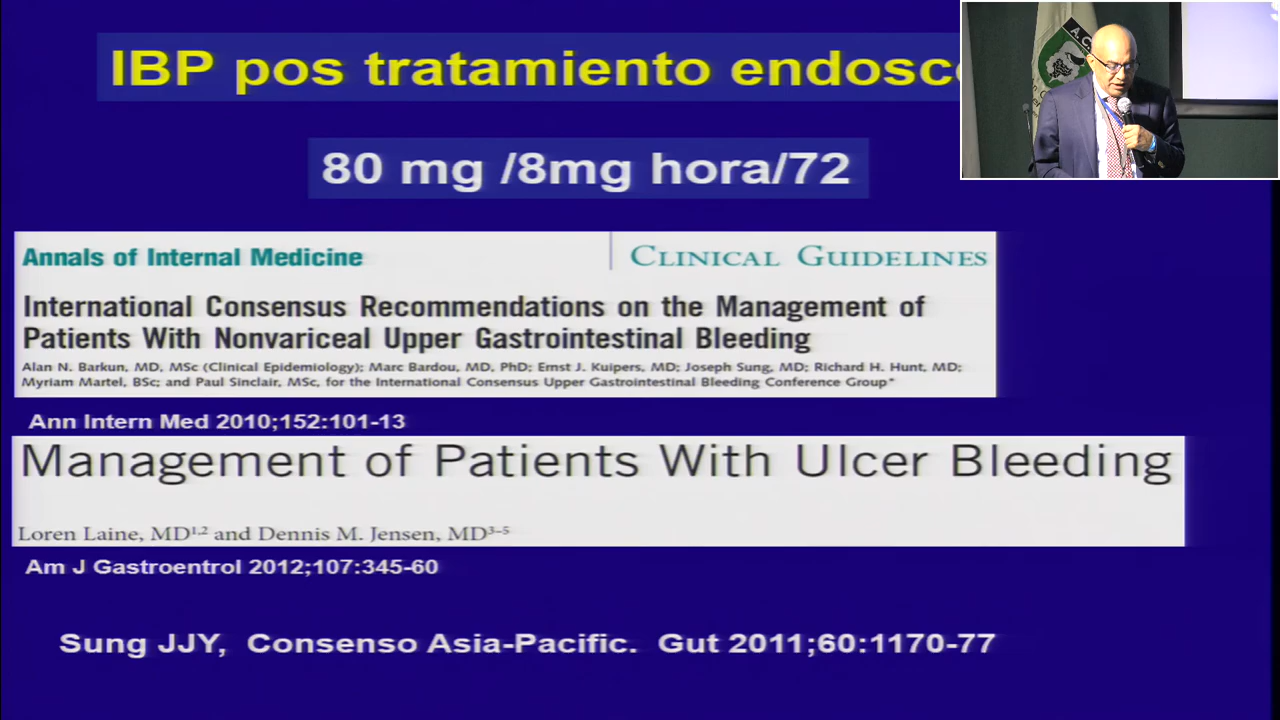 IBP pos tratamiento endosc
80 mg /8mg hora/72
Annals of Internal Medicine
CLINICAL GUIDELINES
International Consensus Recommendations on the Management of
Patients With Nonvariceal Upper Gastrointestinal Bleeding
Alan N. Barkun, MD, MSc (Clinical Epidemiology); Marc Bardou, MD, PhD; Ernst J. Kuipers, MD; Joseph Sung, MD; Richard H. Hunt, MD;
Myriam Martel, BSc; and Paul Sinclair, MSc, for the International Consensus Upper Gastrointestinal Bleeding Conference Group*
Ann Intern Med 2010;152:101-13
Management of Patients With Ulcer Bleeding
Loren Laine, MD1,2 and Dennis M. Jensen, MD3–5
Am J Gastroentrol 2012;107:345-60
Sung JJY, Consenso Asia-Pacific. Gut 2011;60:1170-77